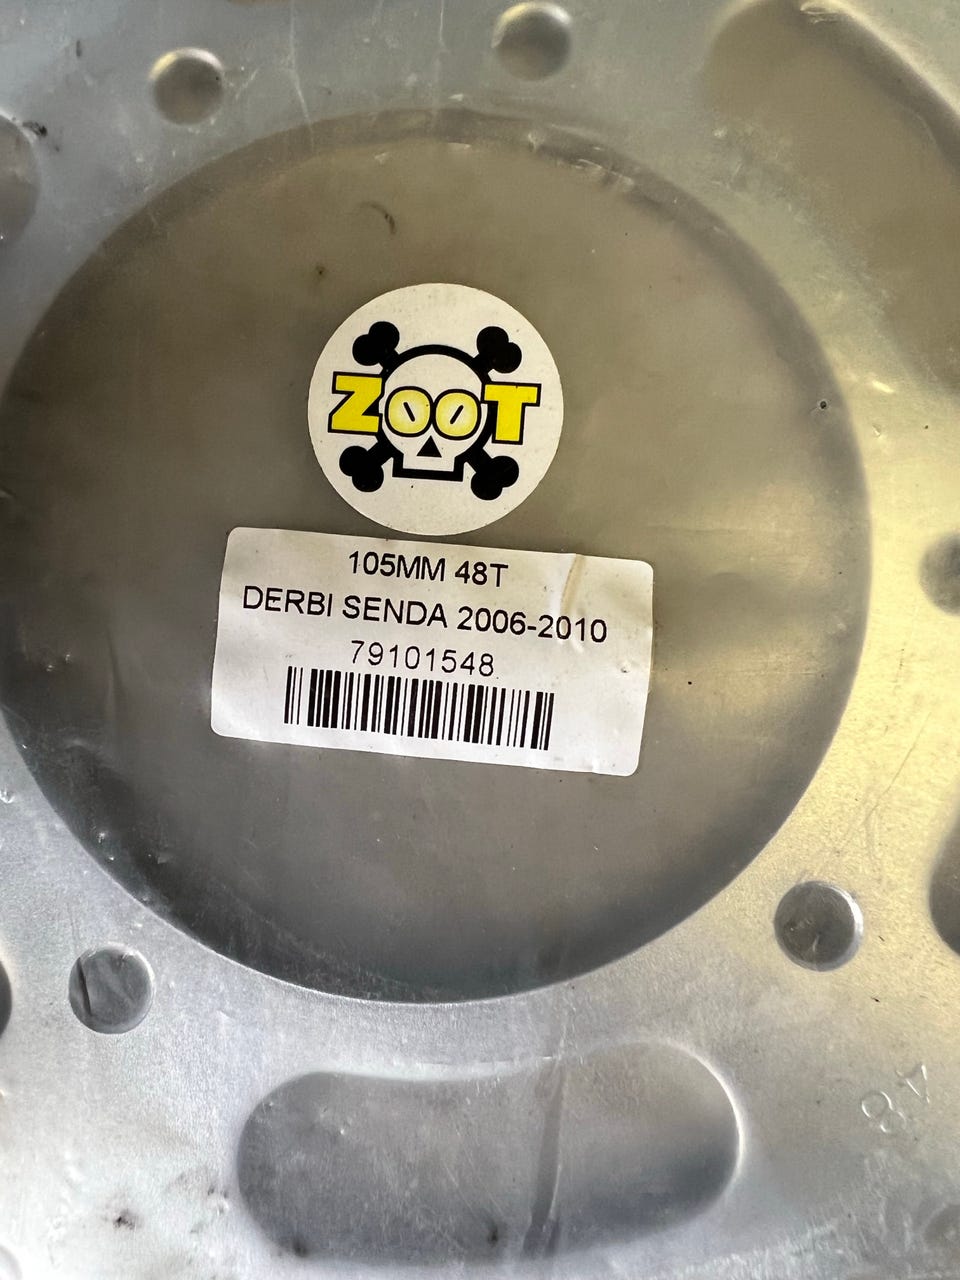 ZOOT
105MM 48T
DERBI SENDA 2006-2010
79101548
48